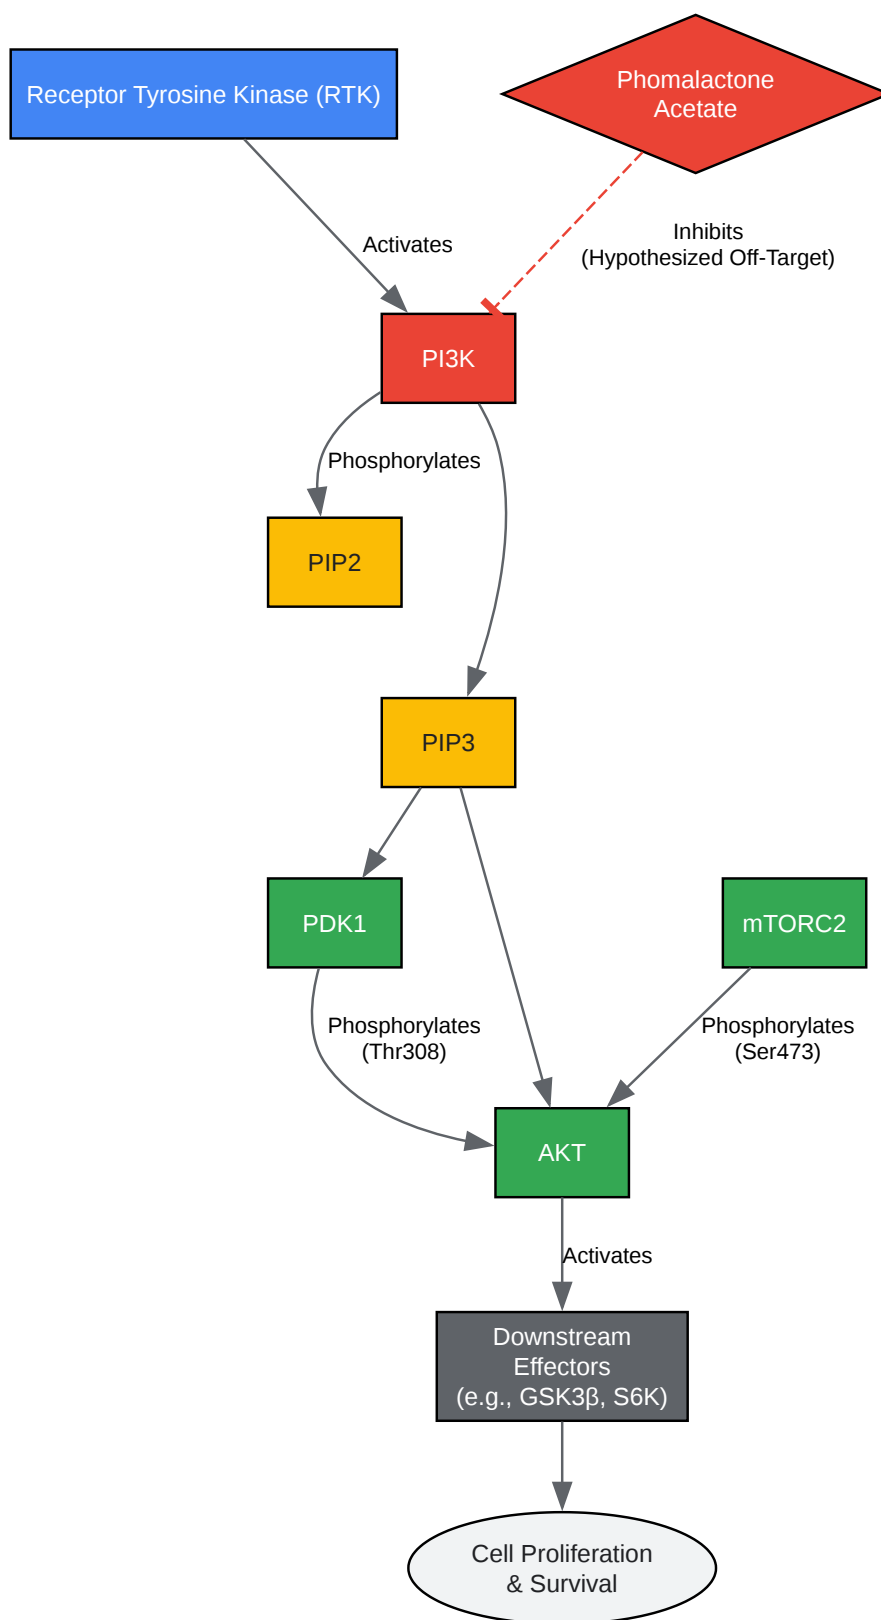 Receptor Tyrosine Kinase (RTK)
Phomalactone
Acetate
Activates
Inhibits
(Hypothesized Off-Target)
PI3K
Phosphorylates
PIP2
PIP3
PDK1
mTORC2
Phosphorylates
(Thr308)
Phosphorylates
(Ser473)
AKT
Activates
Downstream
Effectors
(e.g., GSK3β, S6K)
Cell Proliferation
& Survival